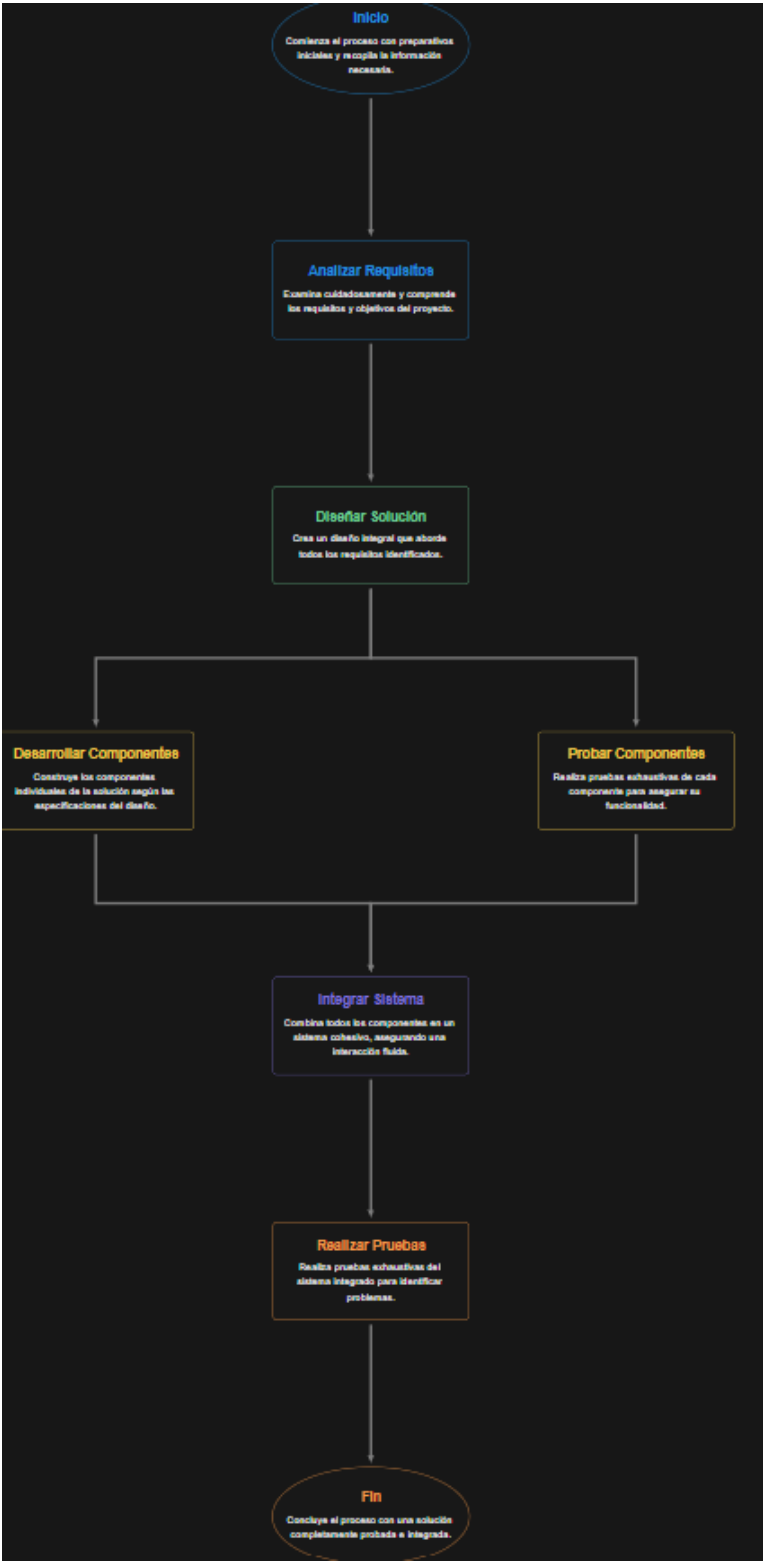 Inicio
Comienza el proceso con preparativos
iniciales y recopila la información
necesaria.
Analizar Requisitos
Examina cuidadosamente y comprende
los requisitos y objetivos del proyecto.
Diseñar Solución
Crea un diseño integral que aborde
todos los requisitos identificados.
Desarrollar Componentes
Construye los componentes
individuales de la solución según las
especificaciones del diseño.
Probar Componentes
Realiza pruebas exhaustivas de cada
componente para asegurar su
funcionalidad.
Integrar Sistema
Combina todos los componentes en un
sistema cohesivo, asegurando una
interacción fluida.
Realizar Pruebas
Realiza pruebas exhaustivas del
sistema integrado para identificar
problemas.
Fin
Concluye el proceso con una solución
completamente probada e integrada.